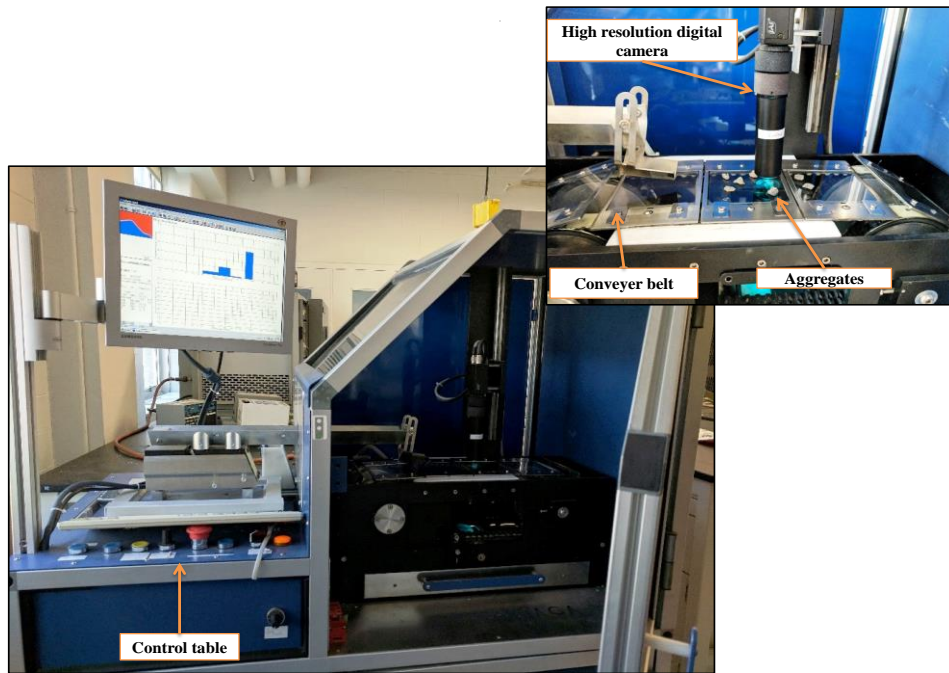 High resolution digital
camera
Conveyer belt
Aggregates
Control table